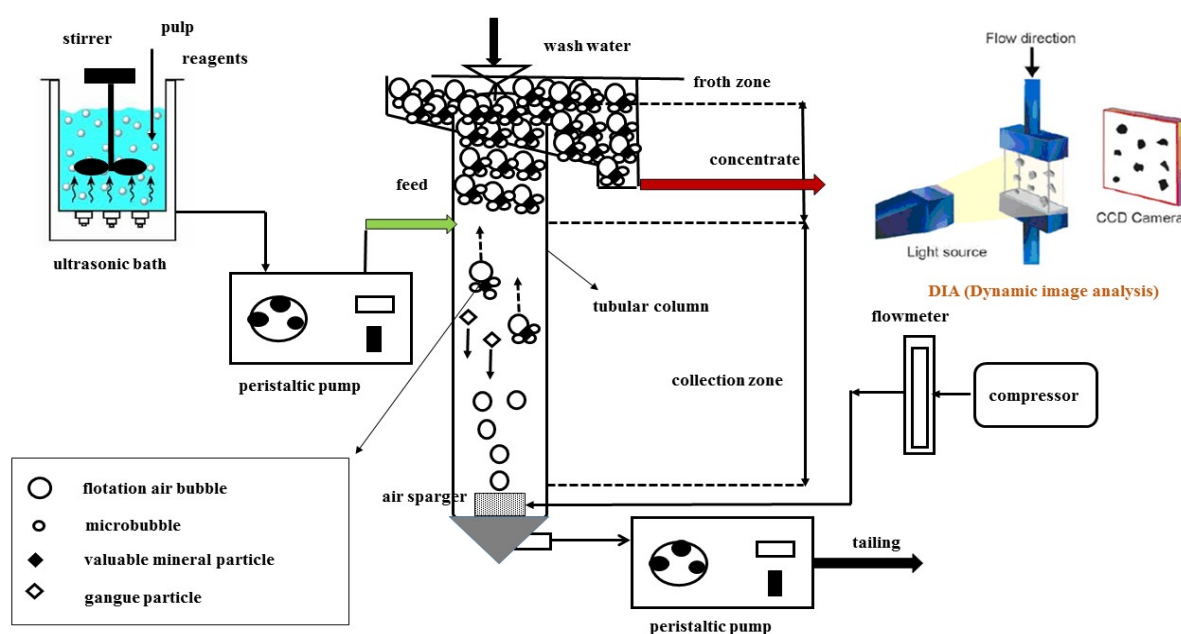 pulp
stirrer
reagents
ultrasonic bath
wash water
froth zone
concentrate
feed
tubular column
peristaltic pump
collection zone
air sparger
flotation air bubble
microbubble
valuable mineral particle
gangue particle
Flow direction
Light source
CCD Camera
DIA (Dynamic image analysis)
flowmeter
compressor
tailing
peristaltic pump